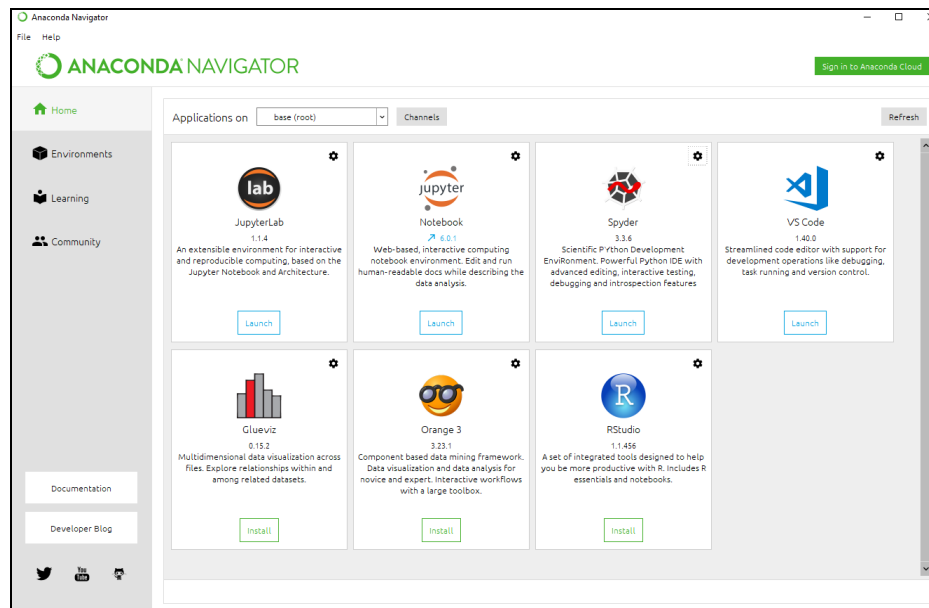 Anaconda Navigator
File Help
ANACONDA NAVIGATOR
Sign in to Anaconda Cloud
Home
Environments
Learning
Community
Documentation
Developer Blog
You
Tube
Applications on base (root) Channels Refresh
lab
JupyterLab
1.1.4
An extensible environment for interactive
and reproducible computing, based on the
Jupyter Notebook and Architecture.
Launch
jupyter
Notebook
6.0.1
Web-based, interactive computing
notebook environment. Edit and run
human-readable docs while describing the
data analysis.
Launch
Spyder
3.3.6
Scientific PYthon Development
EnviRonment. Powerful Python IDE with
advanced editing, interactive testing,
debugging and introspection features
Launch
VS Code
1.40.0
Streamlined code editor with support for
development operations like debugging,
task running and version control.
Launch
Glueviz
0.15.2
Multidimensional data visualization across
files. Explore relationships within and
among related datasets.
Install
Orange 3
3.23.1
Component based data mining framework.
Data visualization and data analysis for
novice and expert. Interactive workflows
with a large toolbox.
Install
R
RStudio
1.1.456
A set of integrated tools designed to help
you be more productive with R. Includes R
essentials and notebooks.
Install